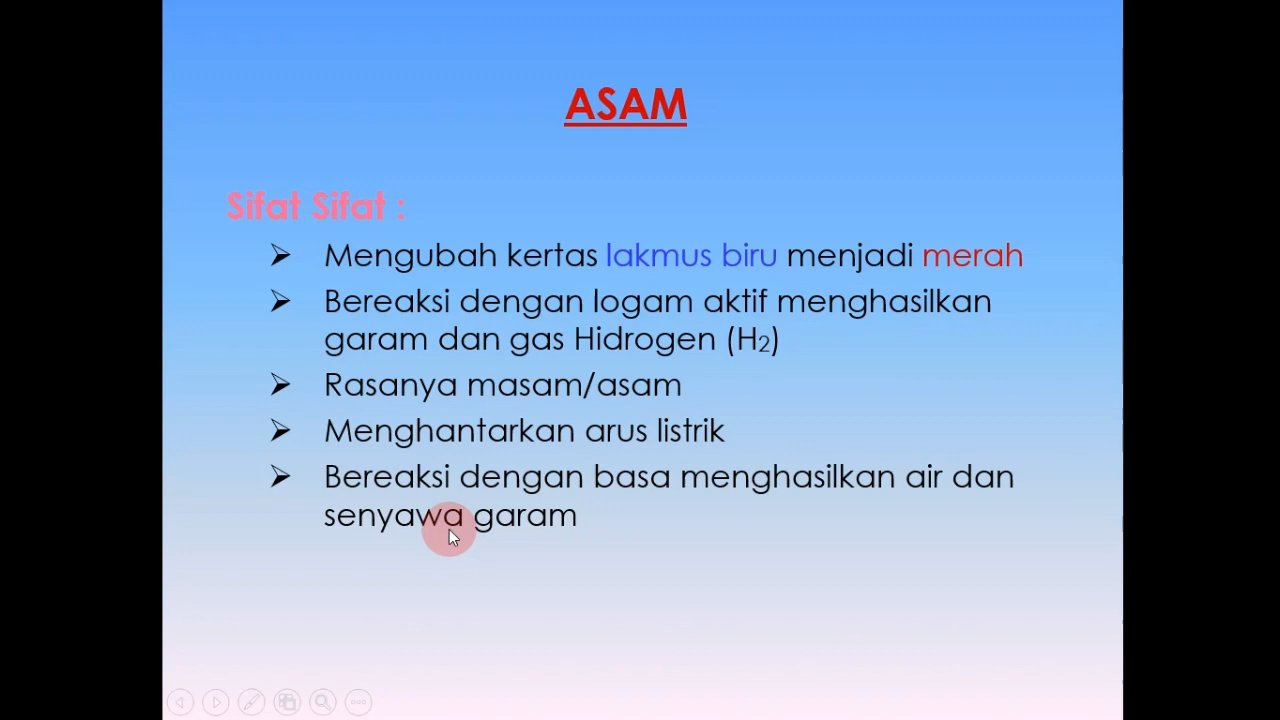 ASAM
Sifat Sifat :
Mengubah kertas lakmus biru menjadi merah
Bereaksi dengan logam aktif menghasilkan
garam dan gas Hidrogen (H₂)
Rasanya masam/asam
Menghantarkan arus listrik
Bereaksi dengan basa menghasilkan air dan
senyawa garam